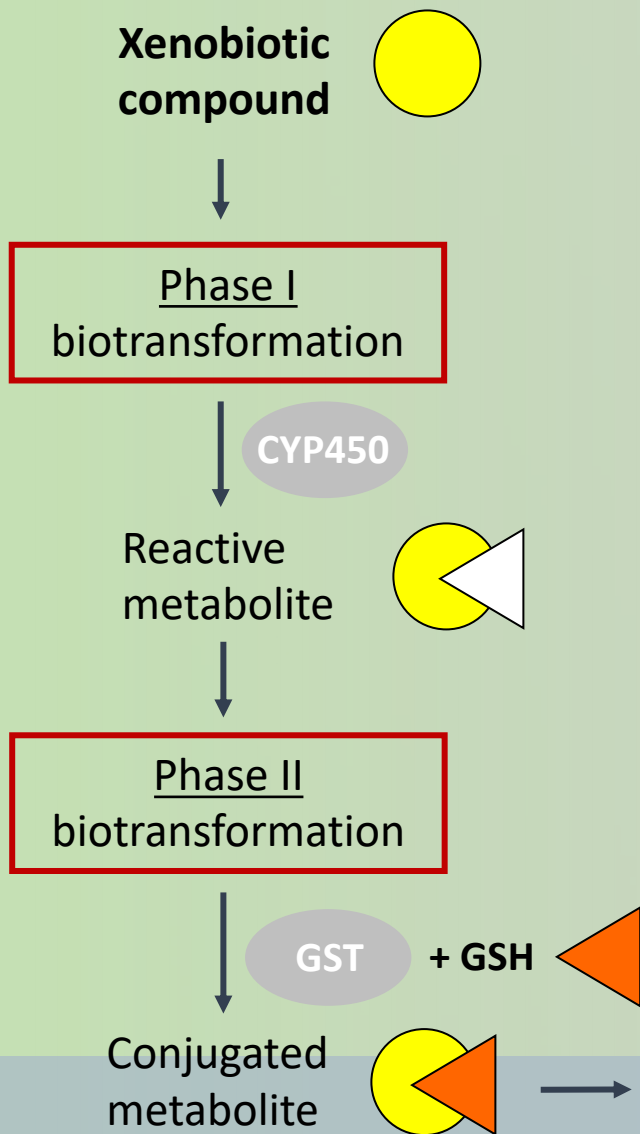 Xenobiotic
compound
Phase I
biotransformation
CYP450
Reactive
metabolite
Phase II
biotransformation
GST + GSH
Conjugated
metabolite